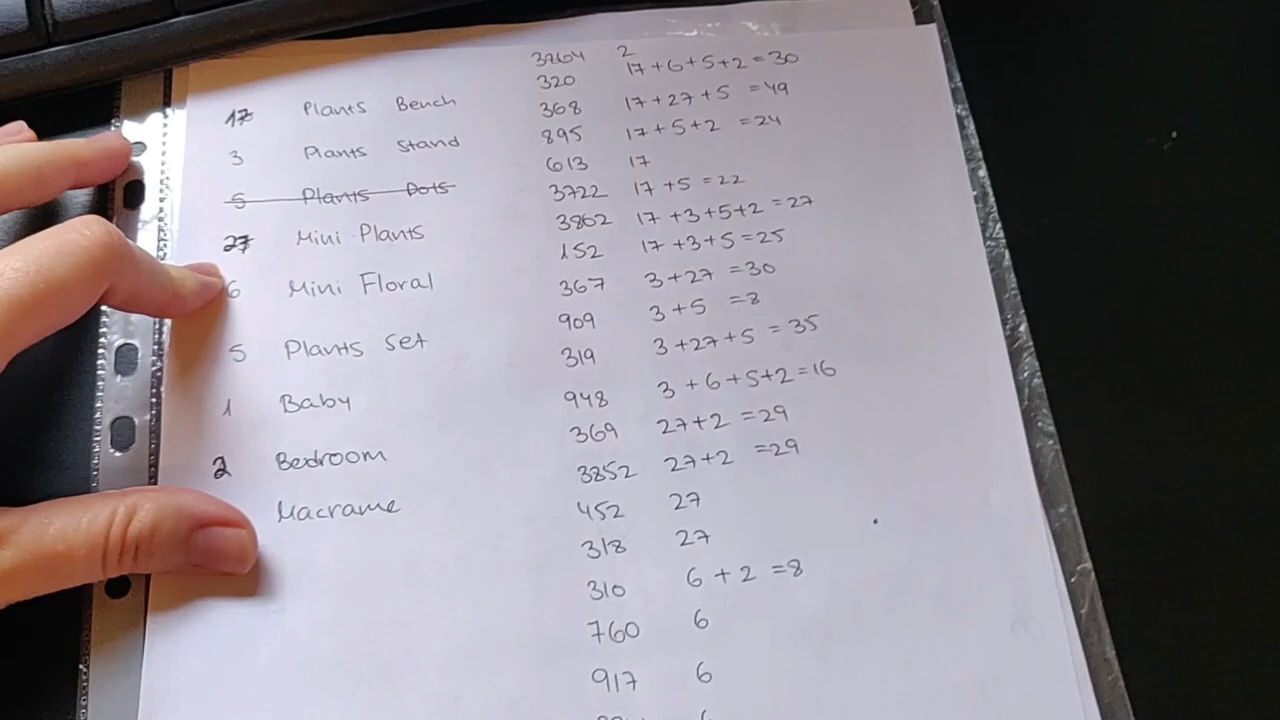 3764 2
320 17+6+5+2=30
17 Plants Bench 368 17+27+5 =49
895 17+5+2 =24
3 Plants Stand 613 17
5 Plants Pots 3722 17+5 =22
3862 17+3+5+2 =27
27 Mini Plants 152 17+3+5=25
6 Mini Floral 367 3+27 =30
909 3+5 =8
5 Plants Set 319 3+27+5 = 35
1 Baby 948 3+6+5+2=16
369 27+2 =29
2 Bedroom 3852 27+2 =29
Macrame 452 27
318 27
310 6+2 =8
760 6
917 6